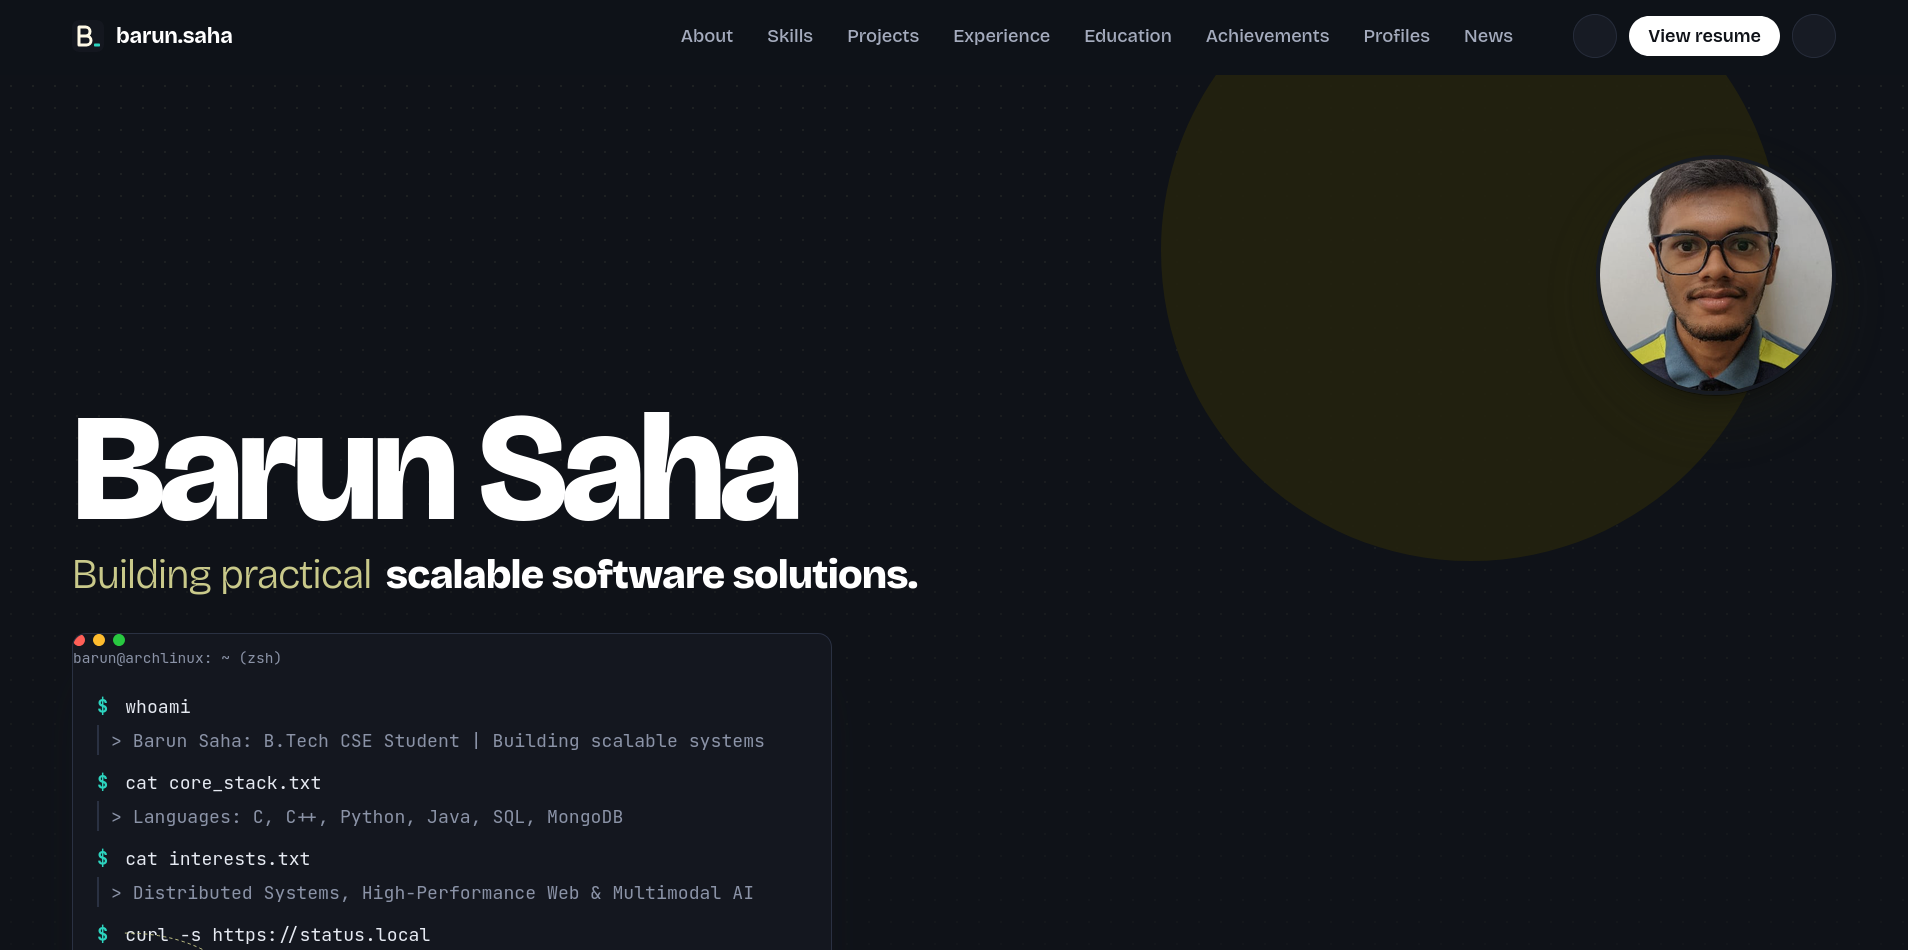 B.
barun.saha
About Skills Projects Experience Education Achievements Profiles News View resume
Barun Saha
Building practical scalable software solutions.
barun@archlinux: ~ (zsh)
$ whoami
> Barun Saha: B.Tech CSE Student | Building scalable systems
$ cat core_stack.txt
> Languages: C, C++, Python, Java, SQL, MongoDB
$ cat interests.txt
> Distributed Systems, High-Performance Web & Multimodal AI
$ curl -s https://status.local